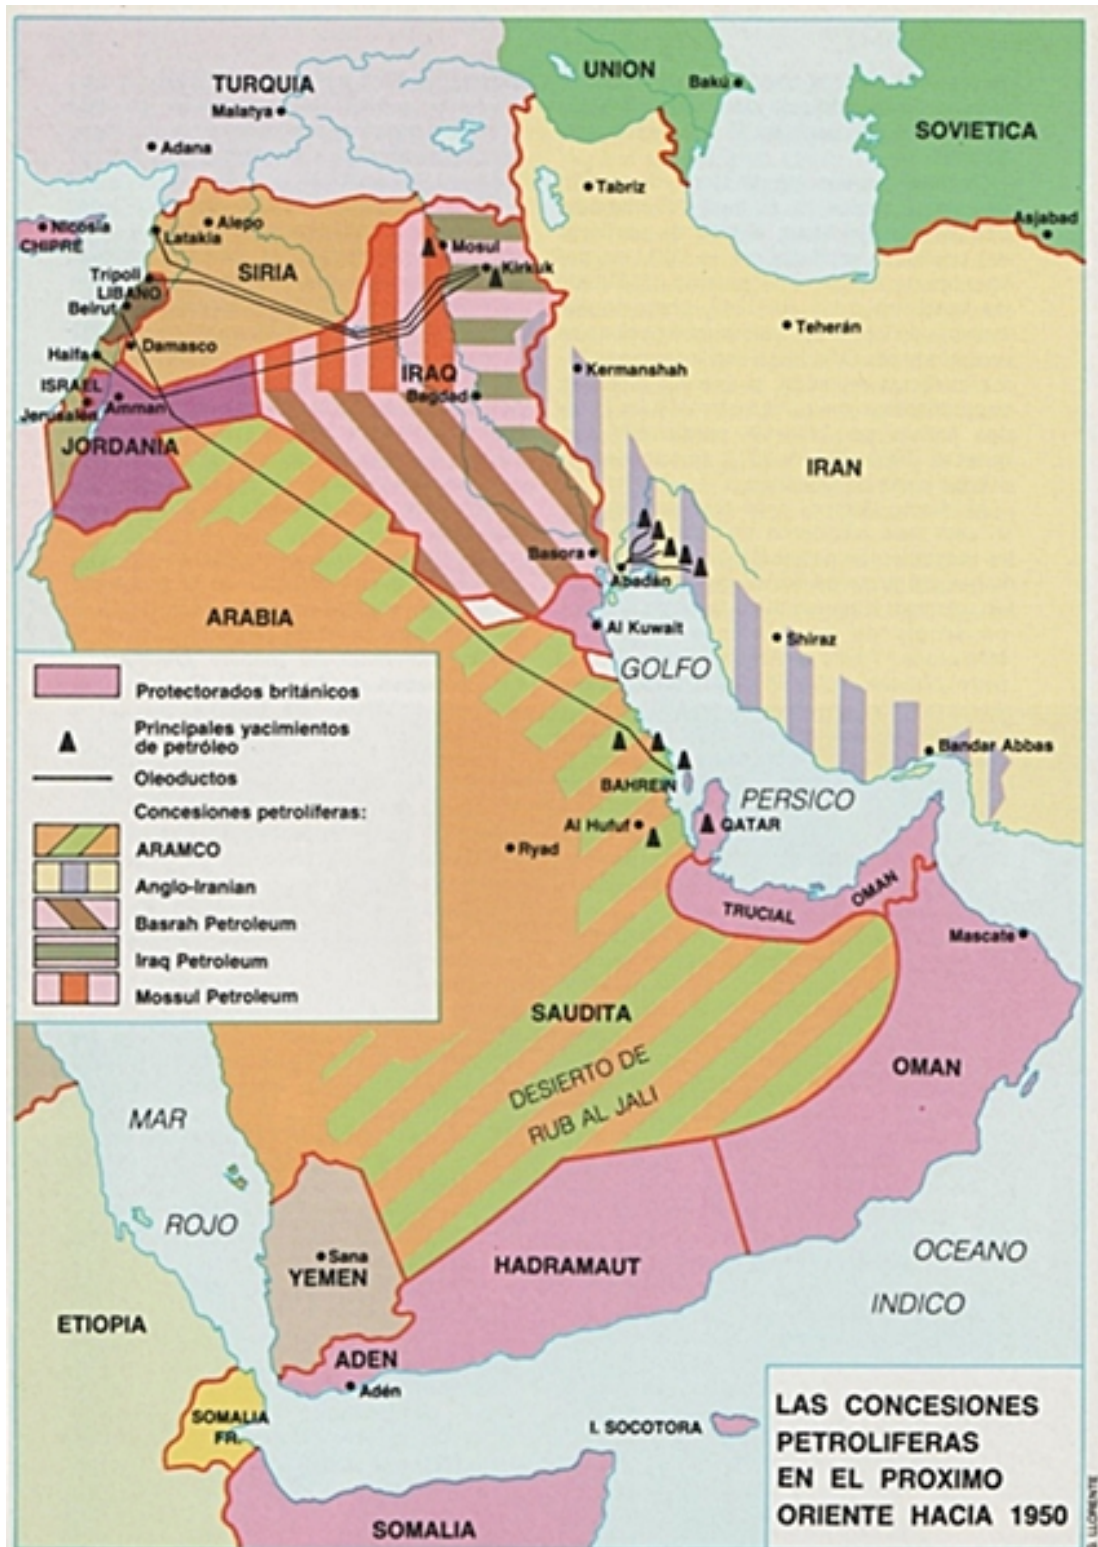 TURQUIA
Malatya
Adana
UNION
Bakú
SOVIETICA
Tabriz
Asjabad
Nicosia
CHIPRE
Alepo
Latakia
SIRIA
Mosul
Kirkuk
Tripoli
LIBANO
Beirut
Damasco
Haifa
ISRAEL
Jerusalén
Amman
JORDANIA
IRAQ
Bagdad
Teherán
Kermanshah
IRAN
Basora
Abadán
ARABIA
Al Kuwait
Shiraz
GOLFO
Bandar Abbas
BAHREIN
PERSICO
Al Hufuf
QATAR
Ryad
TRUCIAL
OMAN
Mascate
Protectorados británicos
Principales yacimientos
de petróleo
Oleoductos
Concesiones petrolíferas:
ARAMCO
Anglo-Iranian
Basrah Petroleum
Iraq Petroleum
Mossul Petroleum
SAUDITA
DESIERTO DE
RUB AL JALI
OMAN
MAR
ROJO
Sana
YEMEN
HADRAMAUT
OCEANO
INDICO
ETIOPIA
ADEN
Adén
SOMALIA
FR.
I. SOCOTORA
SOMALIA
LAS CONCESIONES
PETROLIFERAS
EN EL PROXIMO
ORIENTE HACIA 1950
LLORENTE